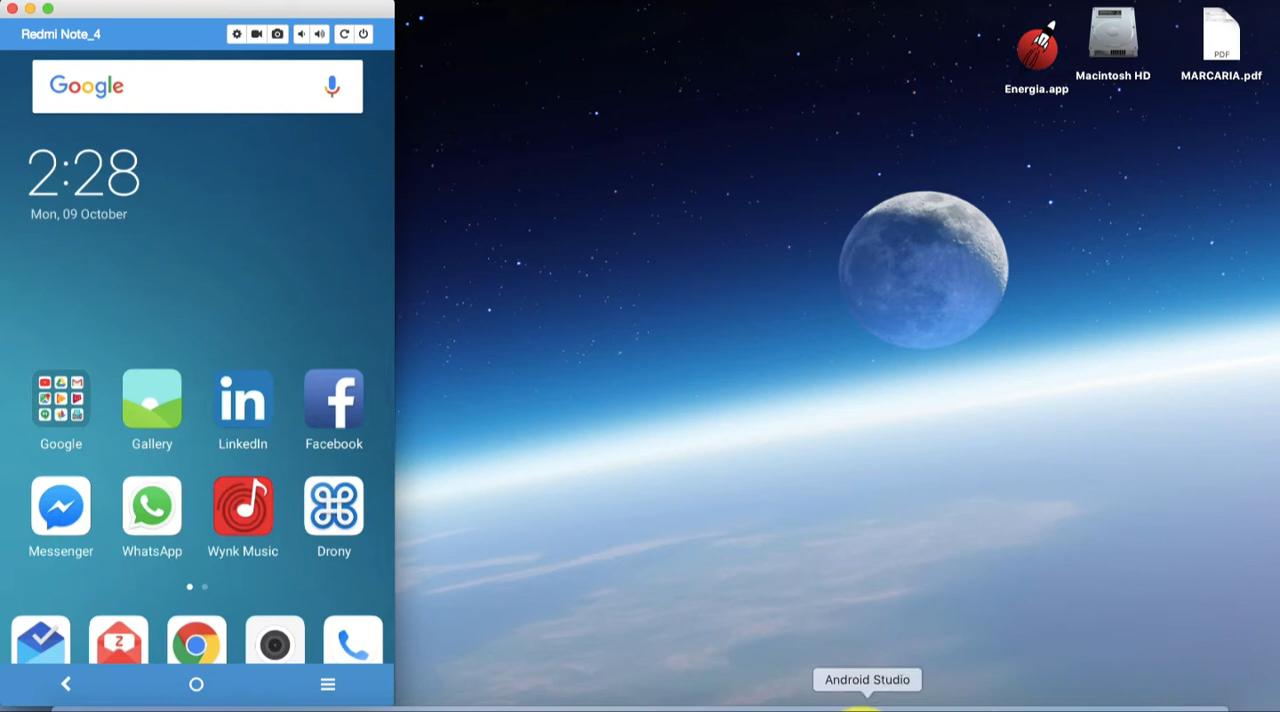 Redmi Note_4
Google
2:28
Mon, 09 October
Google
Gallery
LinkedIn
Facebook
Messenger
WhatsApp
Wynk Music
Drony
Energia.app
Macintosh HD
PDF
MARCARIA.pdf
Android Studio